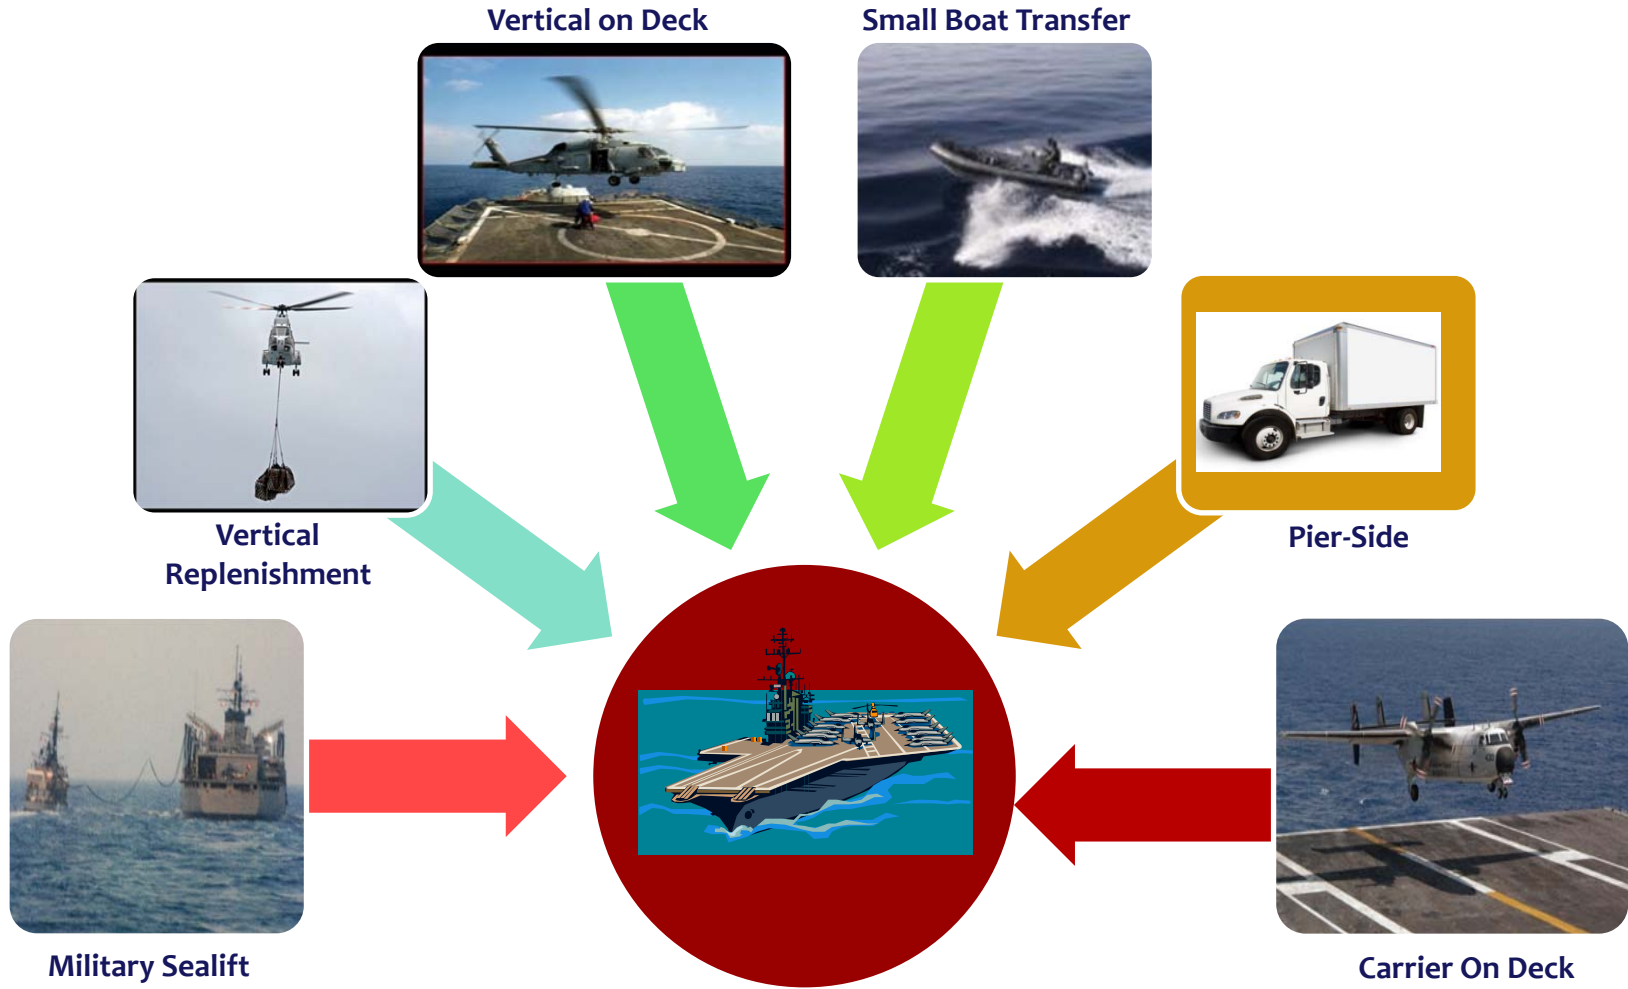 Vertical on Deck
Small Boat Transfer
Vertical
Replenishment
Pier-Side
Military Sealift
Carrier On Deck